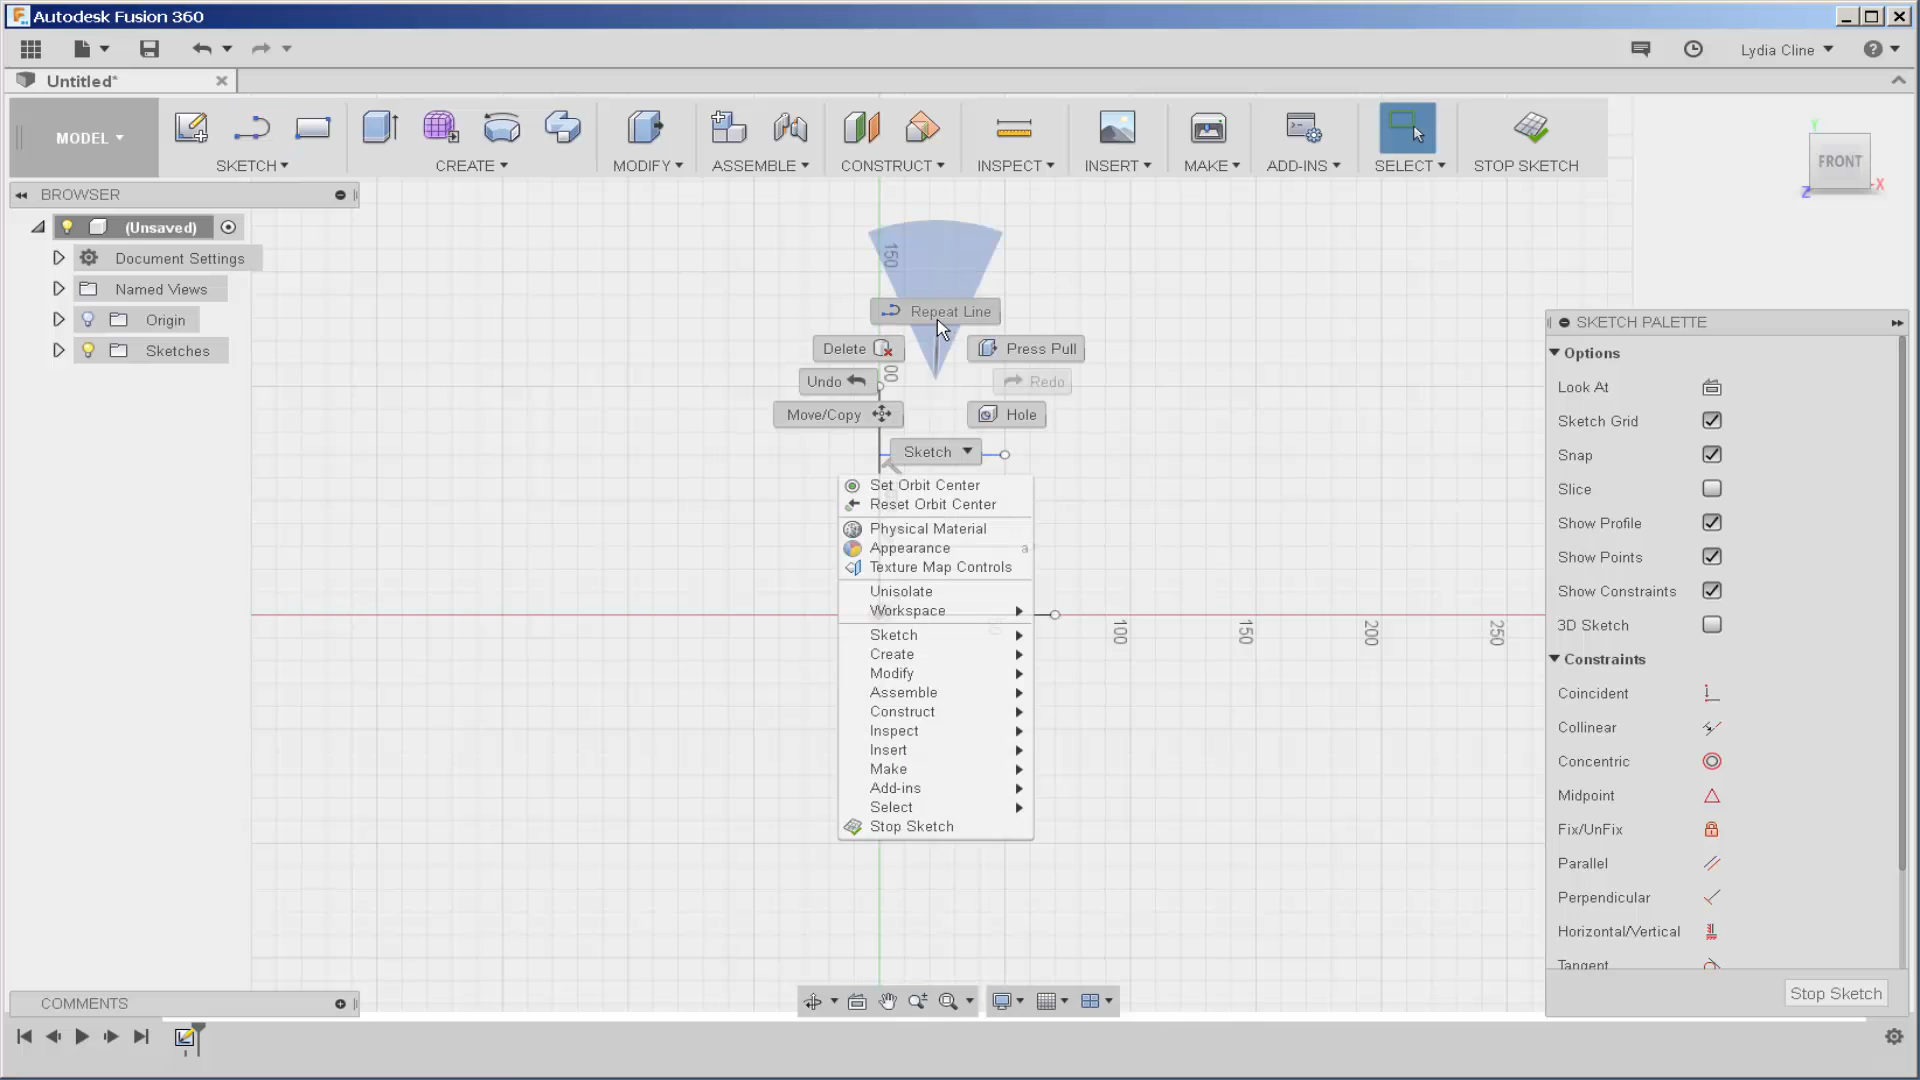 Autodesk Fusion 360
Lydia Cline
Untitled*
MODEL
SKETCH
CREATE
MODIFY
ASSEMBLE
CONSTRUCT
INSPECT
INSERT
MAKE
ADD-INS
SELECT
STOP SKETCH
BROWSER
(Unsaved)
Document Settings
Named Views
Origin
Sketches
Y
FRONT
X
Z
150
Repeat Line
Delete
Press Pull
Undo
00
Redo
Move/Copy
Hole
Sketch
Set Orbit Center
Reset Orbit Center
Physical Material
Appearance a
Texture Map Controls
Unisolate
Workspace
Sketch
Create
Modify
Assemble
Construct
Inspect
Insert
Make
Add-ins
Select
Stop Sketch
100
150
200
250
SKETCH PALETTE
Options
Look At
Sketch Grid
Snap
Slice
Show Profile
Show Points
Show Constraints
3D Sketch
Constraints
Coincident
Collinear
Concentric
Midpoint
Fix/UnFix
Parallel
Perpendicular
Horizontal/Vertical
Tangent
Stop Sketch
COMMENTS